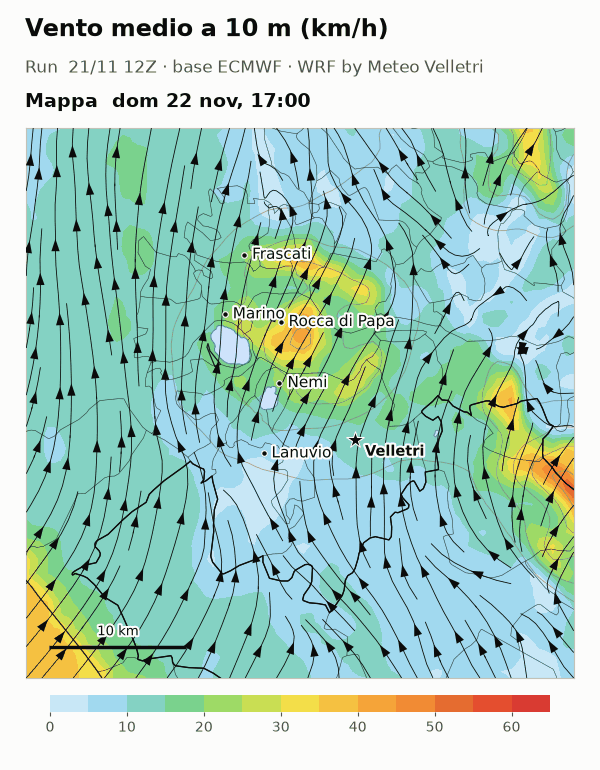 Vento medio a 10 m (km/h)
Run  21/11 12Z · base ECMWF · WRF by Meteo Velletri
Mappa  dom 22 nov, 17:00
Frascati
Marino
Rocca di Papa
Nemi
Velletri
Lanuvio
10 km
0 10 20 30 40 50 60